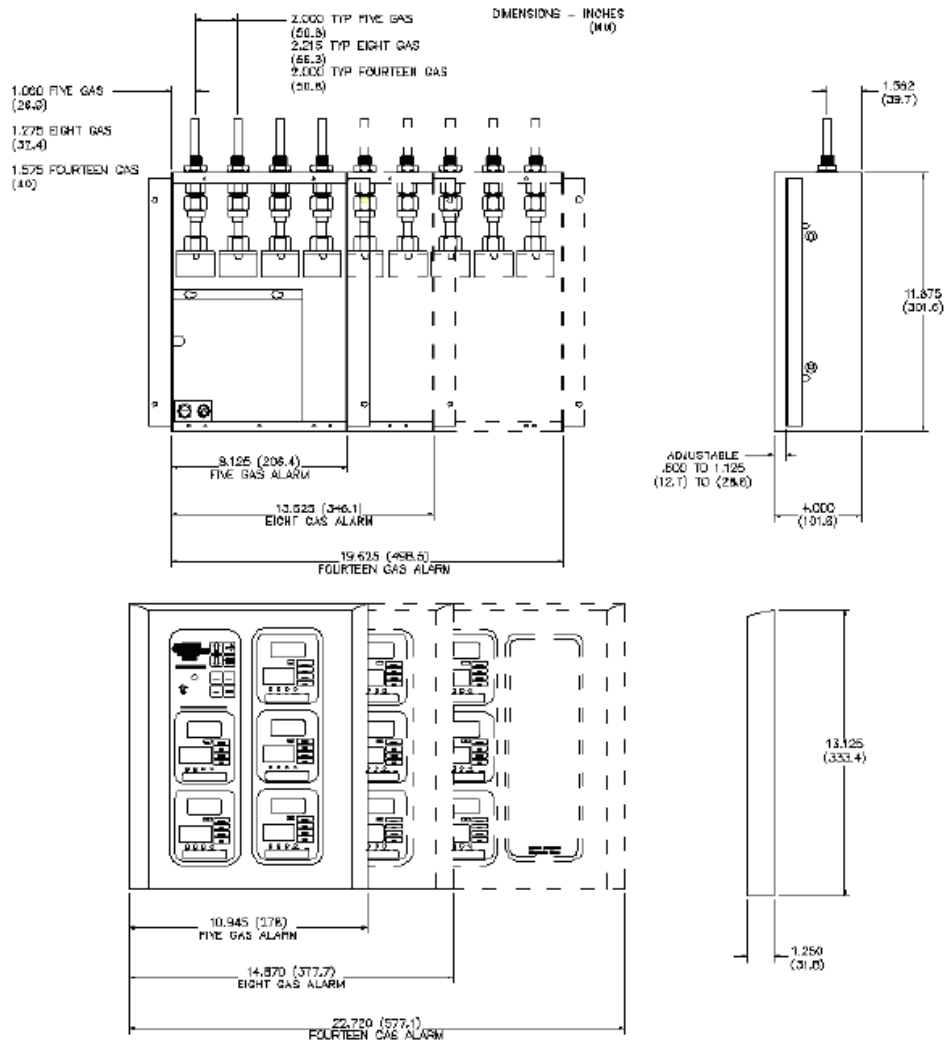 DIMENSIONS - INCHES
(MM)
2.000 TYP FIVE GAS
(50.8)
2.215 TYP EIGHT GAS
(56.3)
2.000 TYP FOURTEEN GAS
(50.8)
1.060 FIVE GAS
(26.9)
1.275 EIGHT GAS
(32.4)
1.575 FOURTEEN GAS
(40)
1.562
(39.7)
11.875
(301.6)
8.125 (206.4)
FIVE GAS ALARM
13.625 (346.1)
EIGHT GAS ALARM
19.625 (498.5)
FOURTEEN GAS ALARM
ADJUSTABLE
.500 TO 1.125
(12.7) TO (28.6)
4.000
(101.6)
13.125
(333.4)
10.945 (278)
FIVE GAS ALARM
14.870 (377.7)
EIGHT GAS ALARM
22.720 (577.1)
FOURTEEN GAS ALARM
1.250
(31.8)